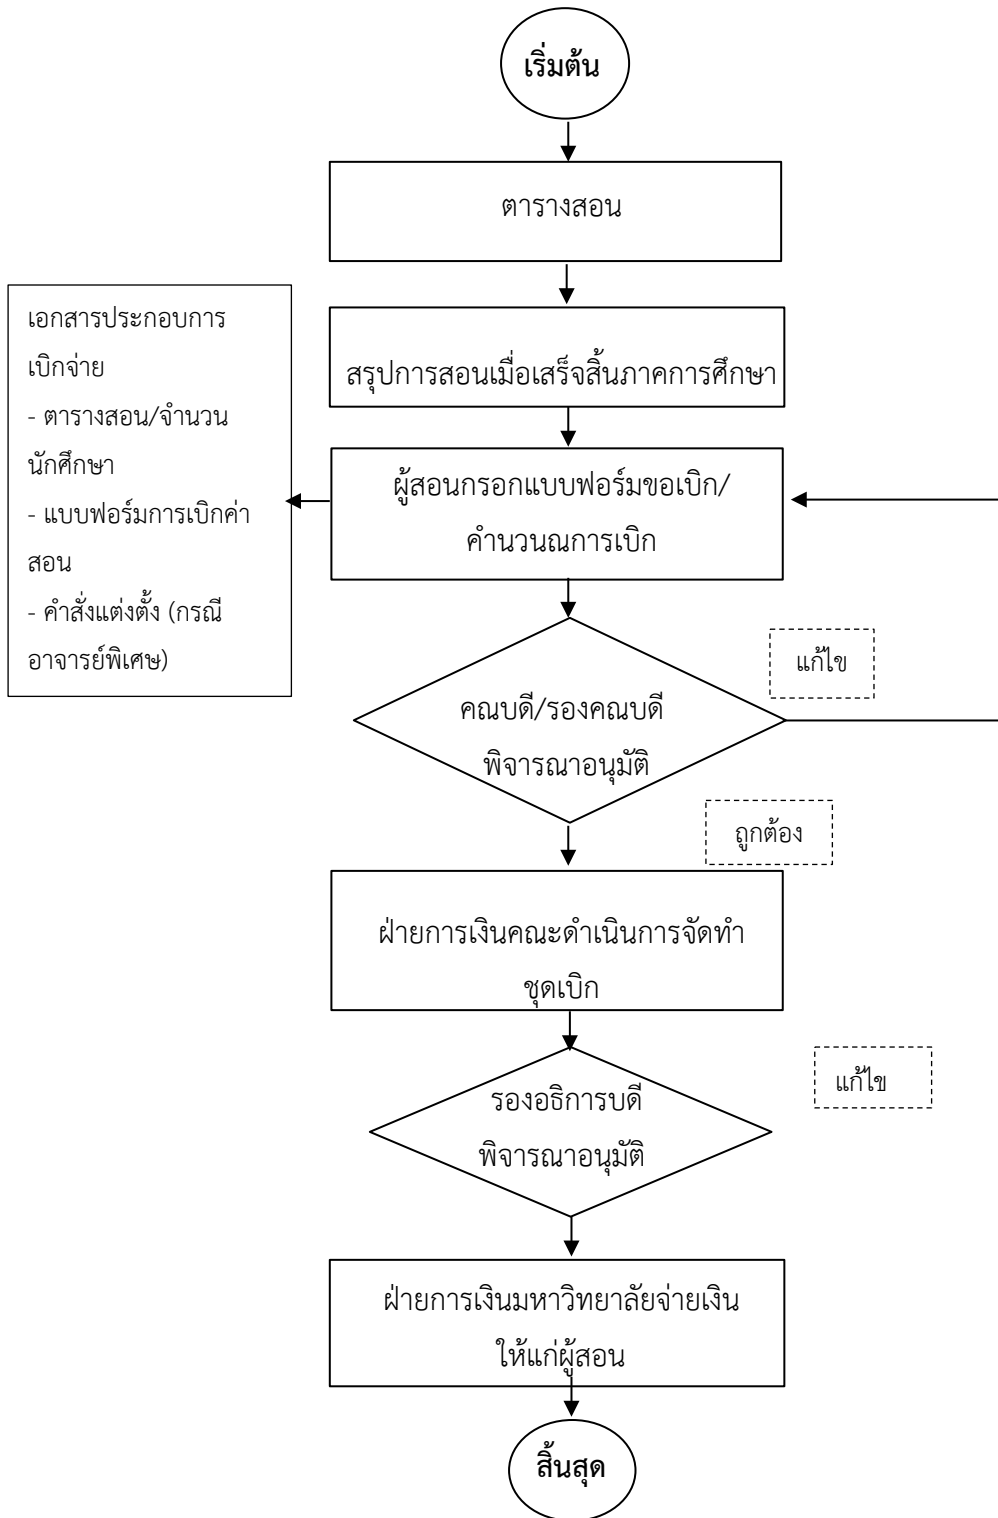 เริ่มต้น
ตารางสอน
สรุปการสอนเมื่อเสร็จสิ้นภาคการศึกษา
เอกสารประกอบการ
เบิกจ่าย
- ตารางสอน/จำนวน
นักศึกษา
- แบบฟอร์มการเบิกค่า
สอน
- คำสั่งแต่งตั้ง (กรณี
อาจารย์พิเศษ)
ผู้สอนกรอกแบบฟอร์มขอเบิก/
คำนวนณการเบิก
แก้ไข
คณบดี/รองคณบดี
พิจารณาอนุมัติ
ถูกต้อง
ฝ่ายการเงินคณะดำเนินการจัดทำ
ชุดเบิก
แก้ไข
รองอธิการบดี
พิจารณาอนุมัติ
ฝ่ายการเงินมหาวิทยาลัยจ่ายเงิน
ให้แก่ผู้สอน
สิ้นสุด